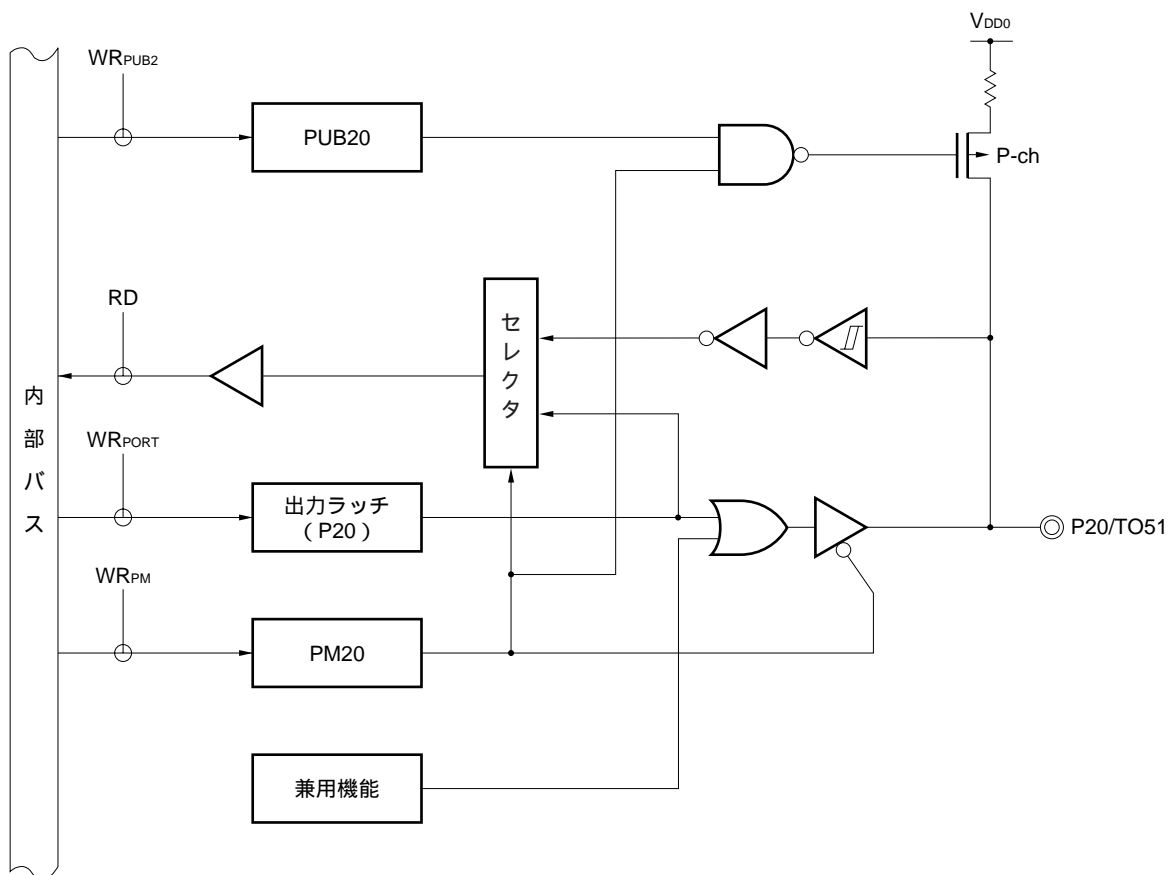 VDD0
WRPUB2
PUB20
P-ch
RD
セレクタ
内部バス
WRPORT
出力ラッチ
（P20）
P20/TO51
WRPM
PM20
兼用機能